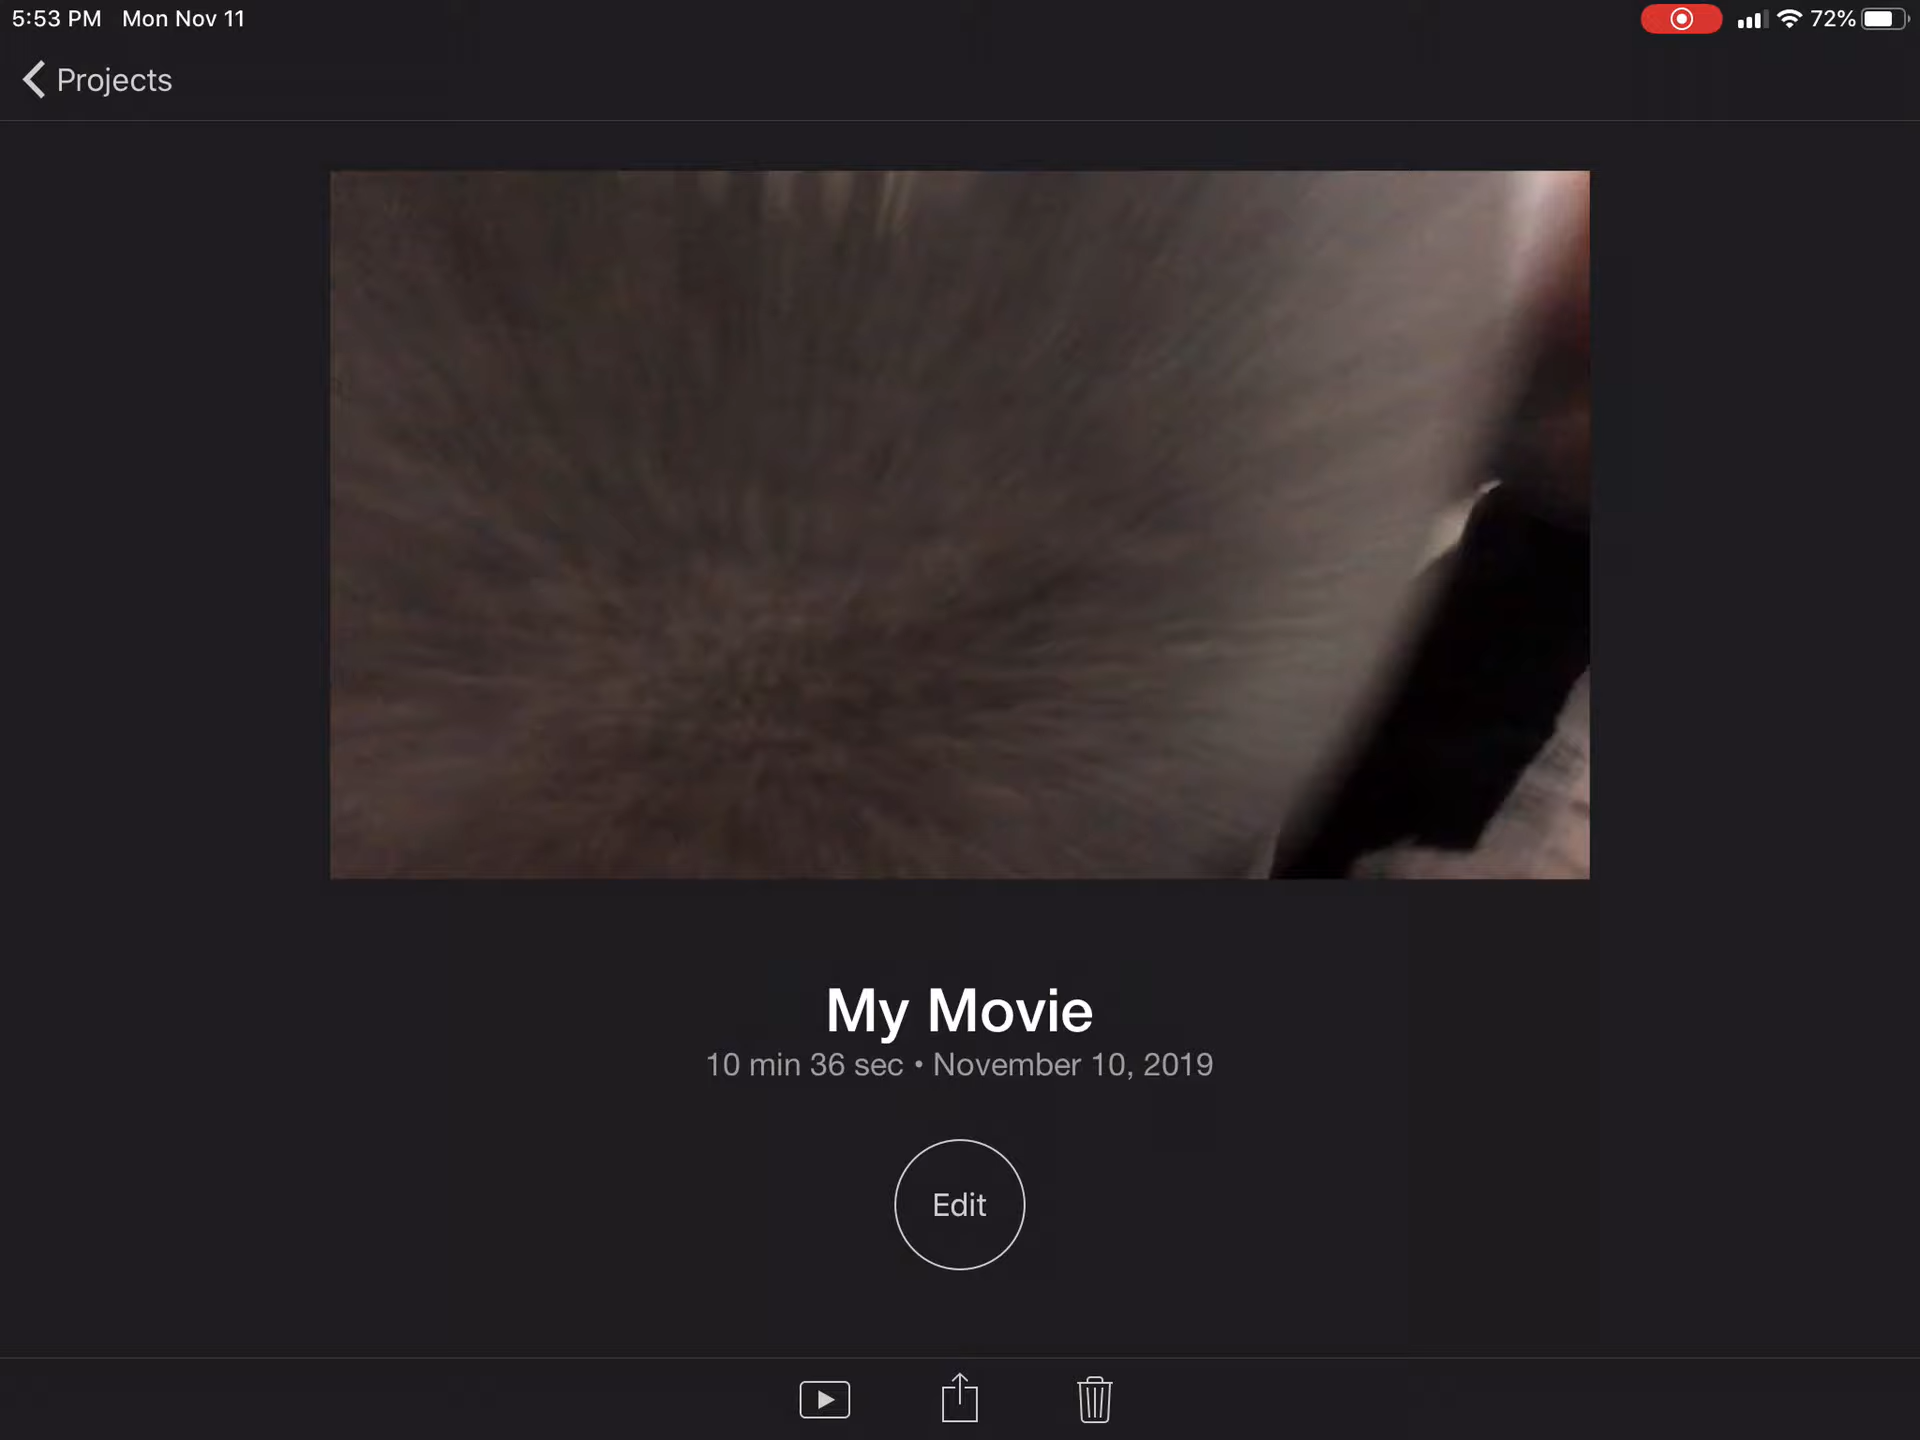 5:53 PM Mon Nov 11
72%
Projects
My Movie
10 min 36 sec • November 10, 2019
Edit